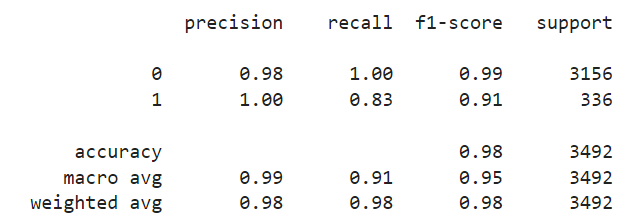 precision recall f1-score support
0 0.98 1.00 0.99 3156
1 1.00 0.83 0.91 336
accuracy 0.98 3492
macro avg 0.99 0.91 0.95 3492
weighted avg 0.98 0.98 0.98 3492